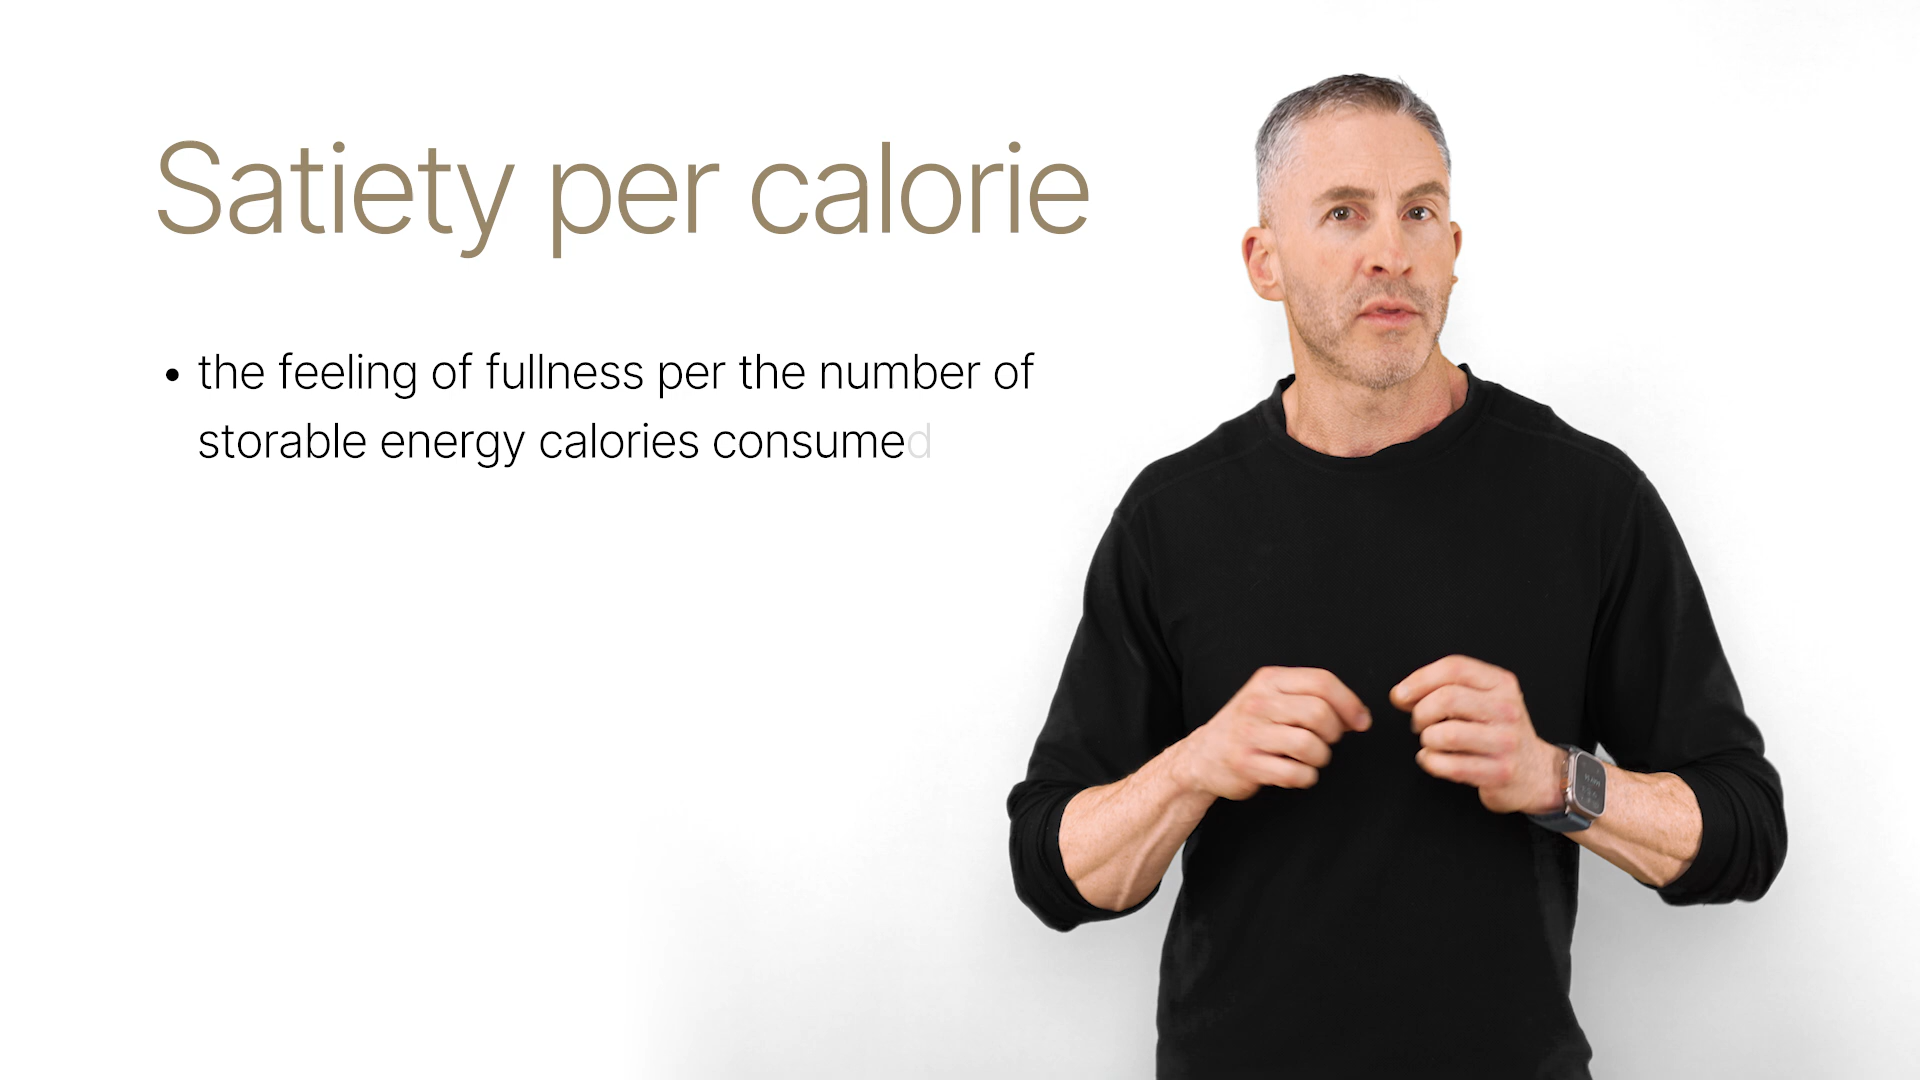 Satiety per calorie
• the feeling of fullness per the number of
storable energy calories consumed